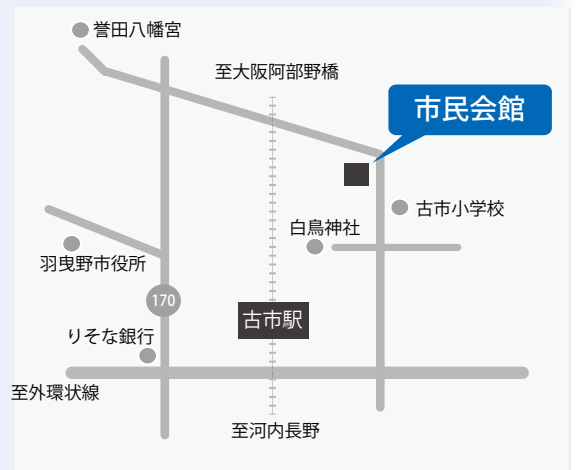 誉田八幡宮
至大阪阿部野橋
市民会館
古市小学校
白鳥神社
羽曳野市役所
170
古市駅
りそな銀行
至外環状線
至河内長野